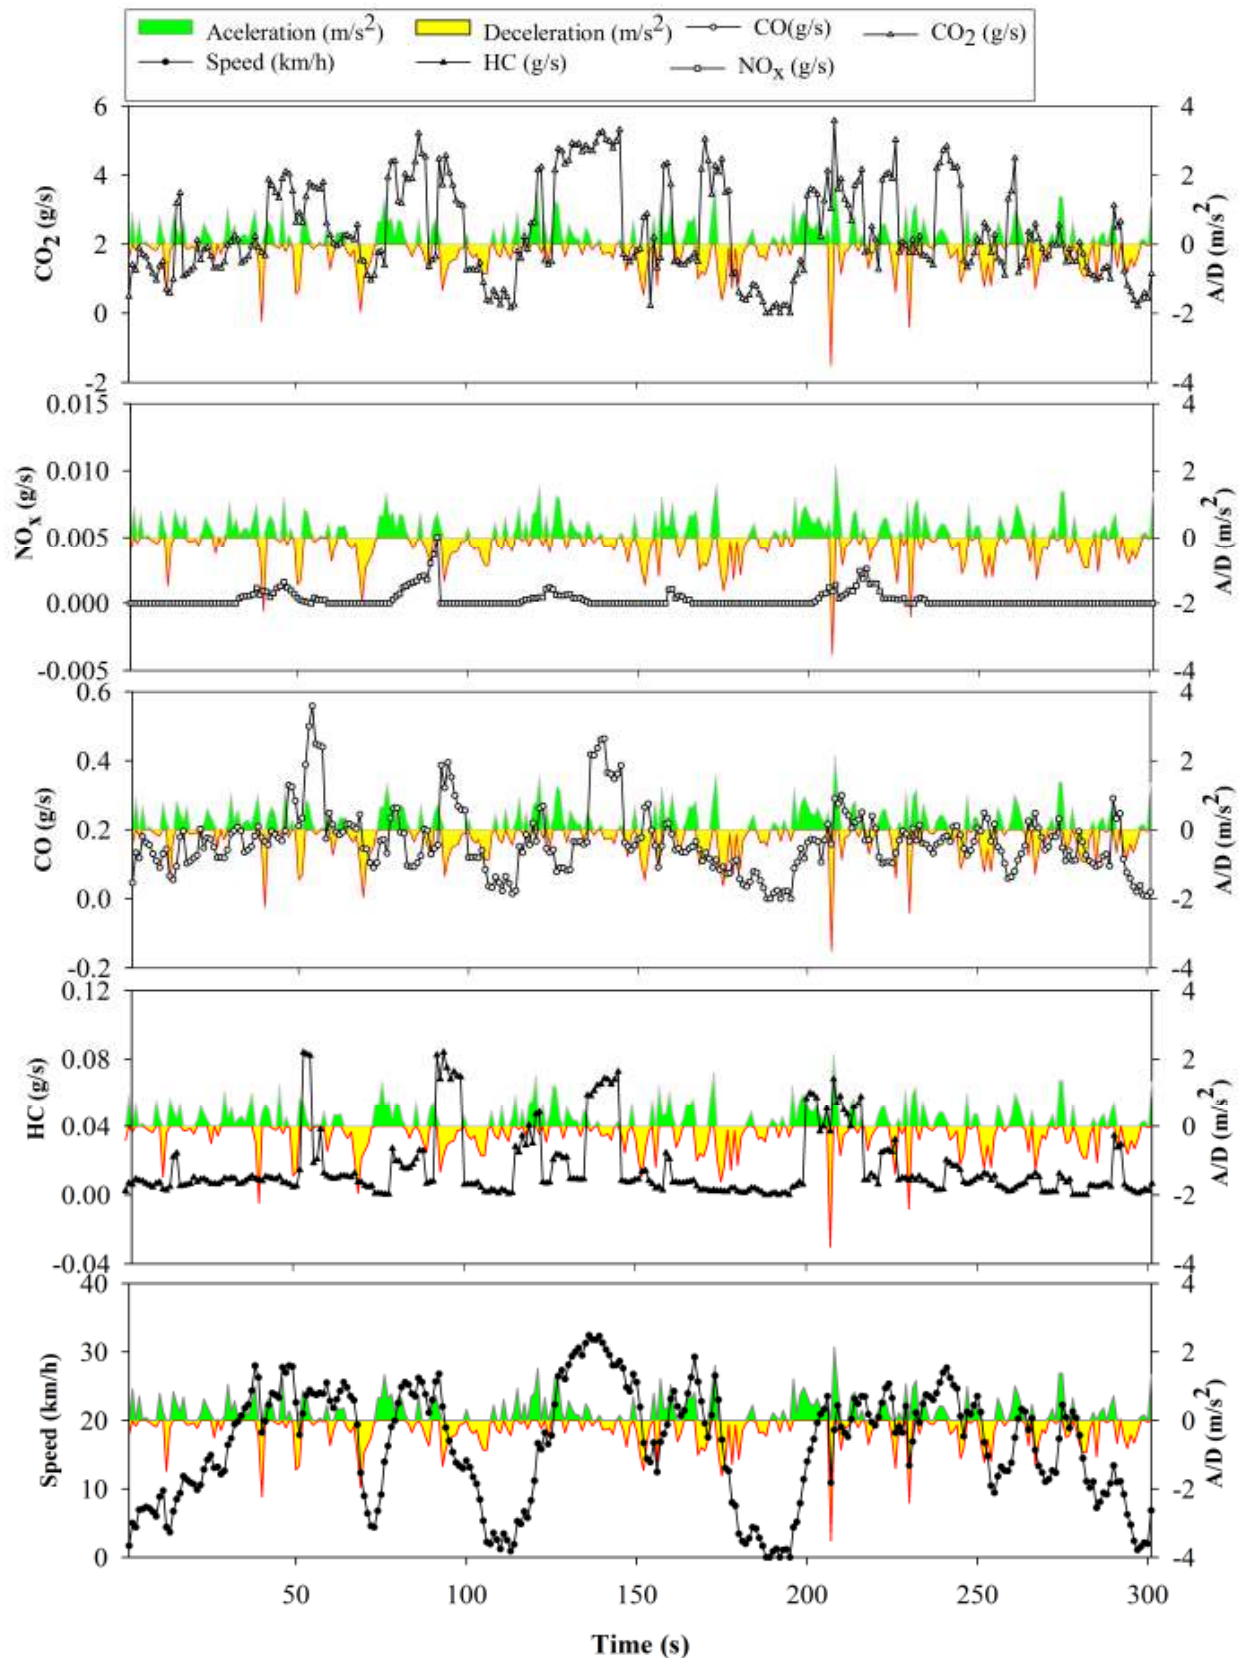 Aceleration (m/s2) Deceleration (m/s2) CO(g/s) CO2 (g/s)
Speed (km/h) HC (g/s) NOx (g/s)
6 4
4 2
2 0
0 -2
-2 -4
CO2 (g/s) A/D (m/s2)
0.015 4
0.010 2
0.005 0
0.000 -2
-0.005 -4
NOx (g/s) A/D (m/s2)
0.6 4
0.4 2
0.2 0
0.0 -2
-0.2 -4
CO (g/s) A/D (m/s2)
0.12 4
0.08 2
0.04 0
0.00 -2
-0.04 -4
HC (g/s) A/D (m/s2)
40 4
30 2
20 0
10 -2
0 -4
Speed (km/h) A/D (m/s2)
50 100 150 200 250 300
Time (s)